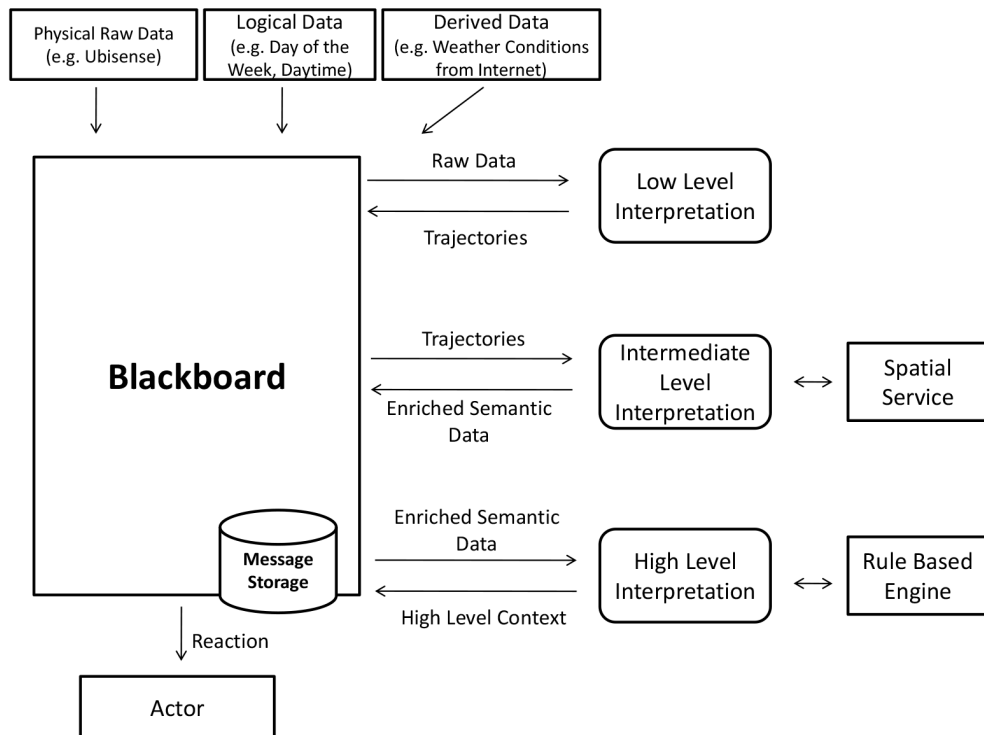 Physical Raw Data
(e.g. Ubisense)
Logical Data
(e.g. Day of the
Week, Daytime)
Derived Data
(e.g. Weather Conditions
from Internet)
Raw Data
Low Level
Interpretation
Trajectories
Blackboard
Trajectories
Intermediate
Level
Interpretation
Spatial
Service
Enriched Semantic
Data
Enriched Semantic
Data
Message
Storage
High Level
Interpretation
Rule Based
Engine
High Level Context
Reaction
Actor